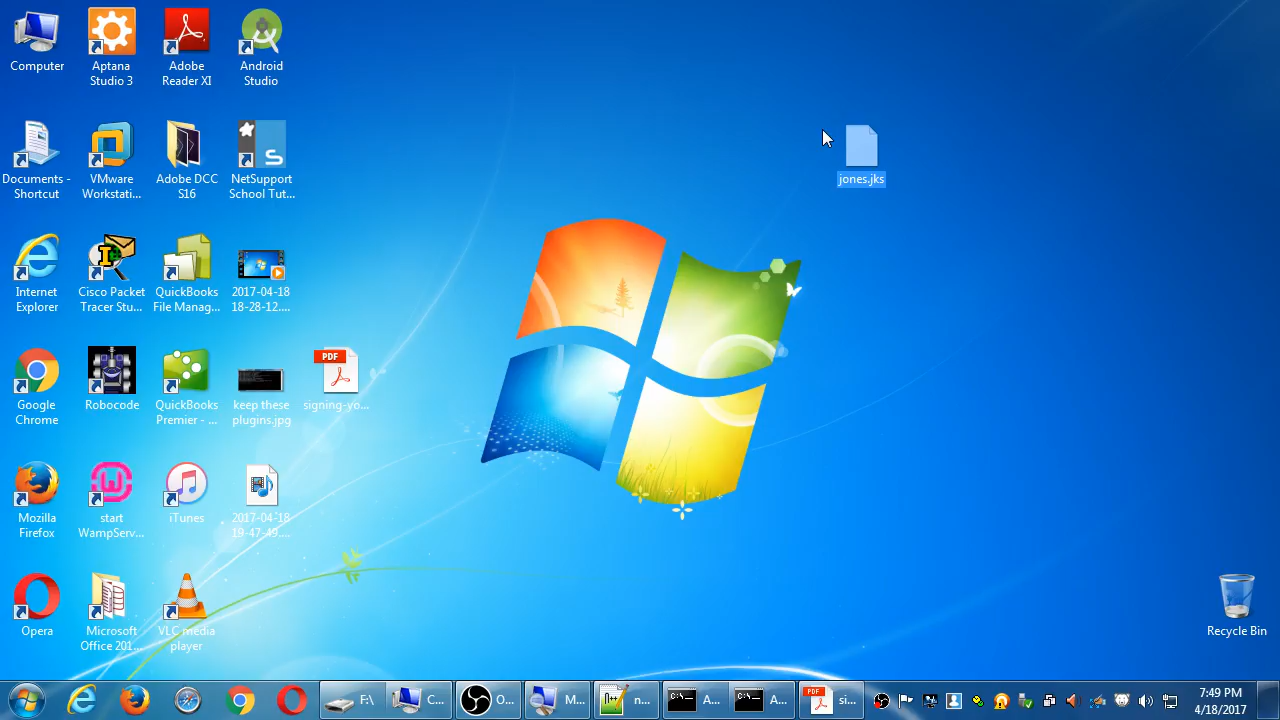 Computer
Aptana
Studio 3
Adobe
Reader XI
Android
Studio
jones.jks
Documents -
Shortcut
VMware
Workstati...
Adobe DCC
S16
NetSupport
School Tut...
Internet
Explorer
Cisco Packet
Tracer Stu...
QuickBooks
File Manag...
2017-04-18
18-28-12....
Google
Chrome
Robocode
QuickBooks
Premier - ...
keep these
plugins.jpg
PDF
signing-yo...
Mozilla
Firefox
start
WampServ...
iTunes
2017-04-18
19-47-49....
Opera
Microsoft
Office 201...
VLC media
player
Recycle Bin
F:\
C...
O...
M...
n...
C:\_
A...
C:\_
A...
PDF
si...
7:49 PM
4/18/2017